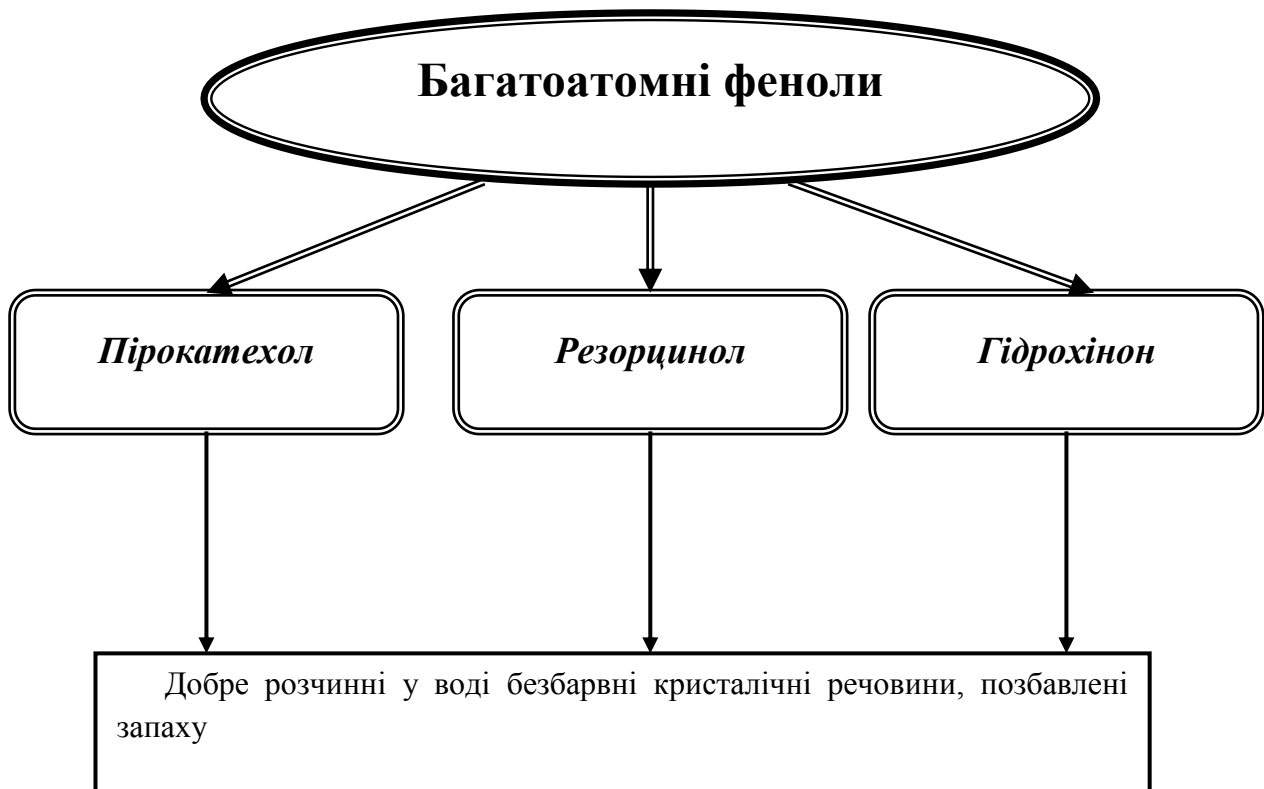 Багатоатомні феноли
Пірокатехол
Резорцинол
Гідрохінон
Добре розчинні у воді безбарвні кристалічні речовини, позбавлені
запаху